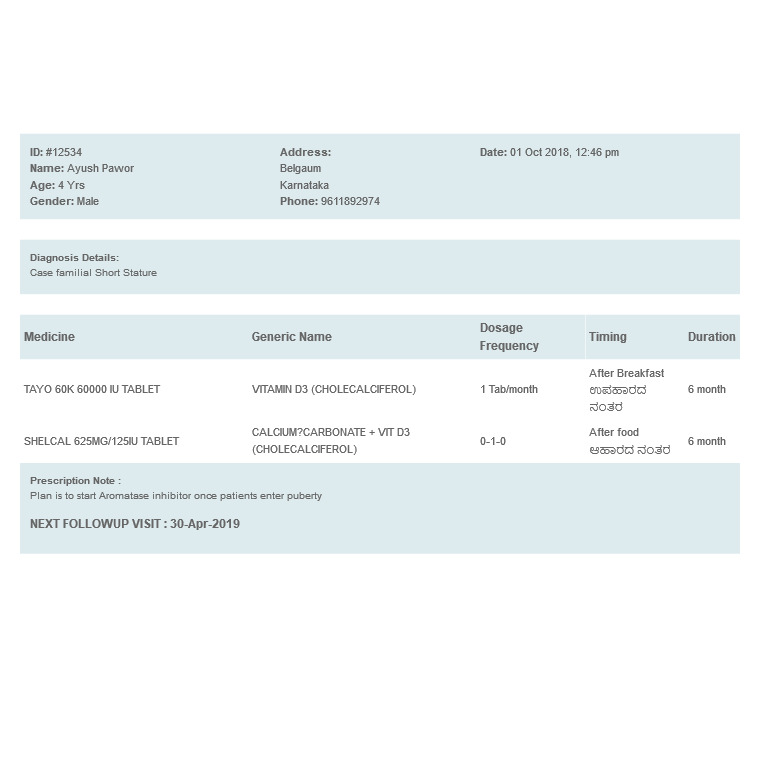 ID: #12534
Name: Ayush Pawor
Age: 4 Yrs
Gender: Male
Address:
Belgaum
Karnataka
Phone: 9611892974
Date: 01 Oct 2018, 12:46 pm
Diagnosis Details:
Case familial Short Stature
Medicine Generic Name Dosage Frequency Timing Duration
TAYO 60K 60000 IU TABLET VITAMIN D3 (CHOLECALCIFEROL) 1 Tab/month After Breakfast ಉಪಹಾರದ ನಂತರ 6 month
SHELCAL 625MG/125IU TABLET CALCIUM?CARBONATE + VIT D3 (CHOLECALCIFEROL) 0-1-0 After food ಆಹಾರದ ನಂತರ 6 month
Prescription Note :
Plan is to start Aromatase inhibitor once patients enter puberty
NEXT FOLLOWUP VISIT : 30-Apr-2019